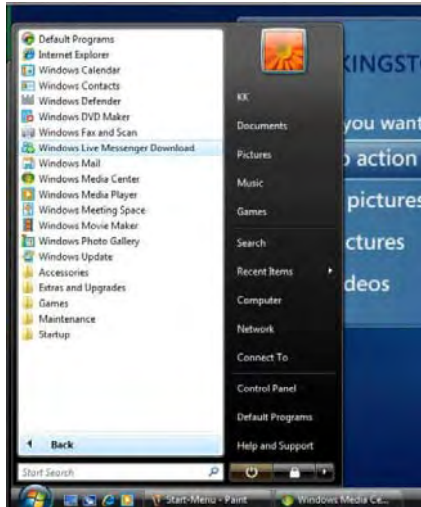 Default Programs
Internet Explorer
Windows Calendar
Windows Contacts
Windows Defender
Windows DVD Maker
Windows Fax and Scan
Windows Live Messenger Download
Windows Mail
Windows Media Center
Windows Media Player
Windows Meeting Space
Windows Movie Maker
Windows Photo Gallery
Windows Update
Accessories
Extras and Upgrades
Games
Maintenance
Startup
Back
Start Search
KK
Documents
Pictures
Music
Games
Search
Recent Items
Computer
Network
Connect To
Control Panel
Default Programs
Help and Support
KINGST
you want
action
pictures
ctures
deos
Start-Menu - Paint
Windows Media Ce...